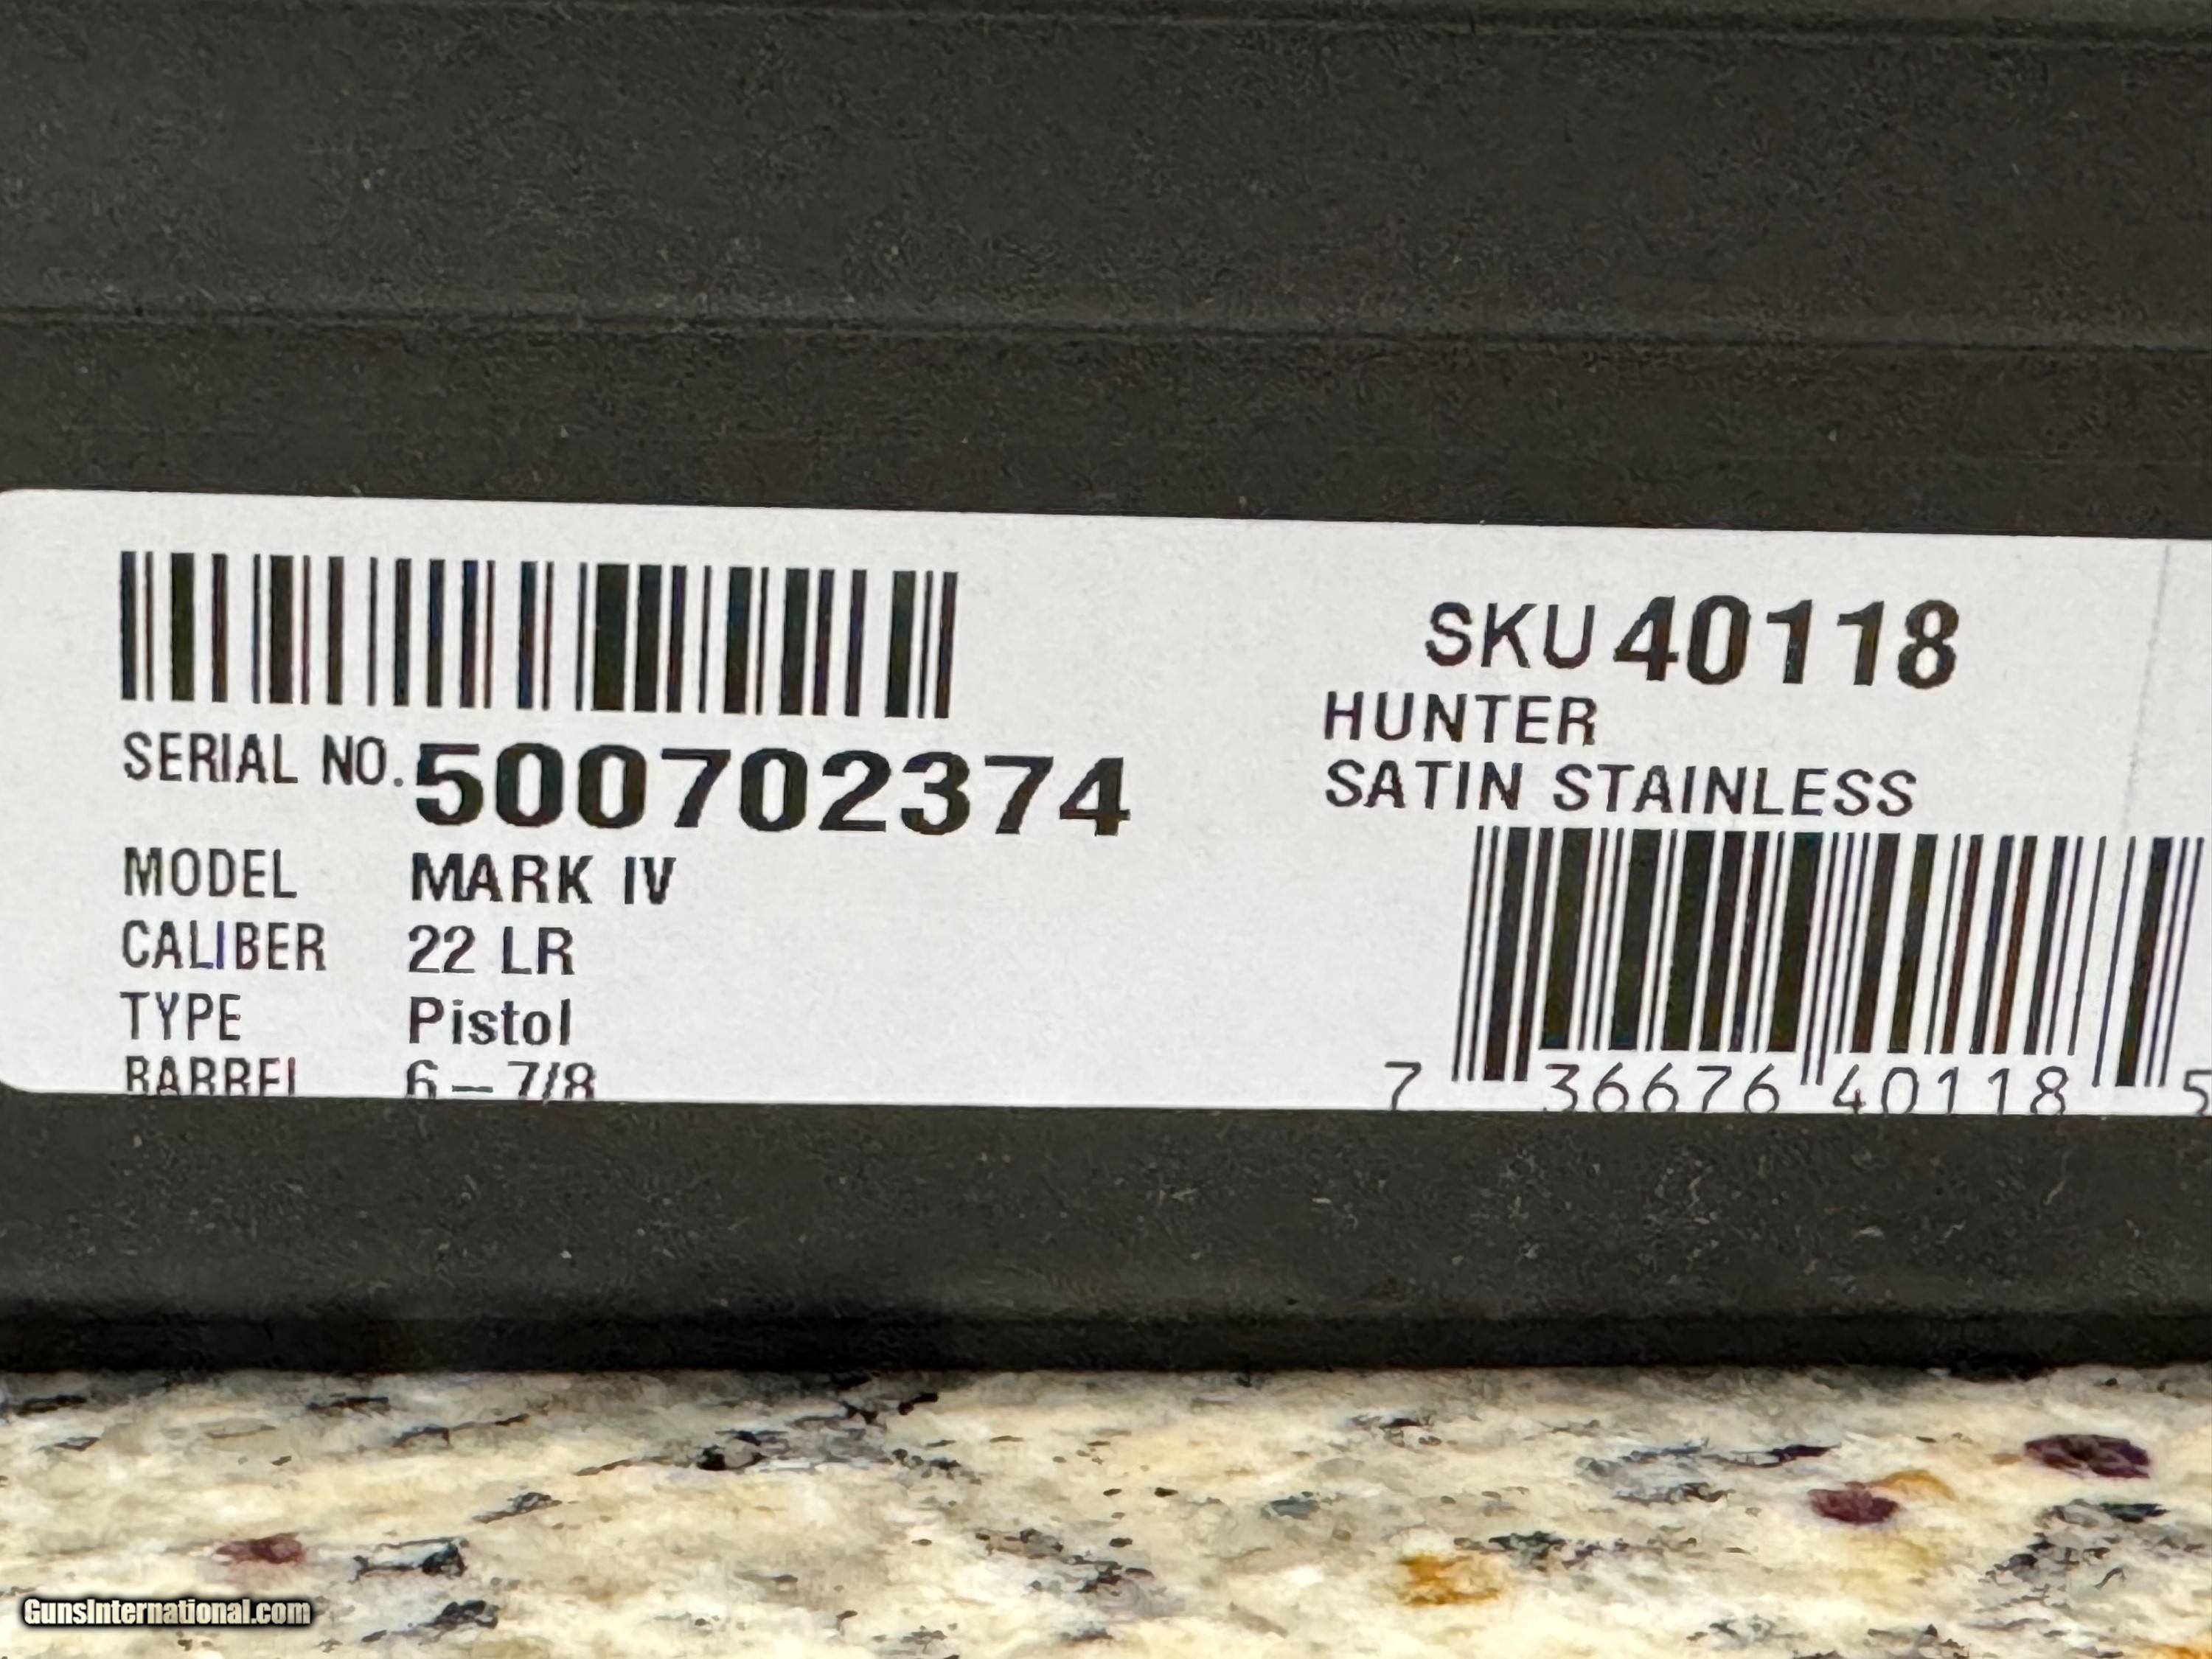 SERIAL NO. 500702374
MODEL MARK IV
CALIBER 22 LR
TYPE Pistol
BARREL 6 – 7/8
SKU 40118
HUNTER
SATIN STAINLESS
7 36676 40118 5
GunsInternational.com